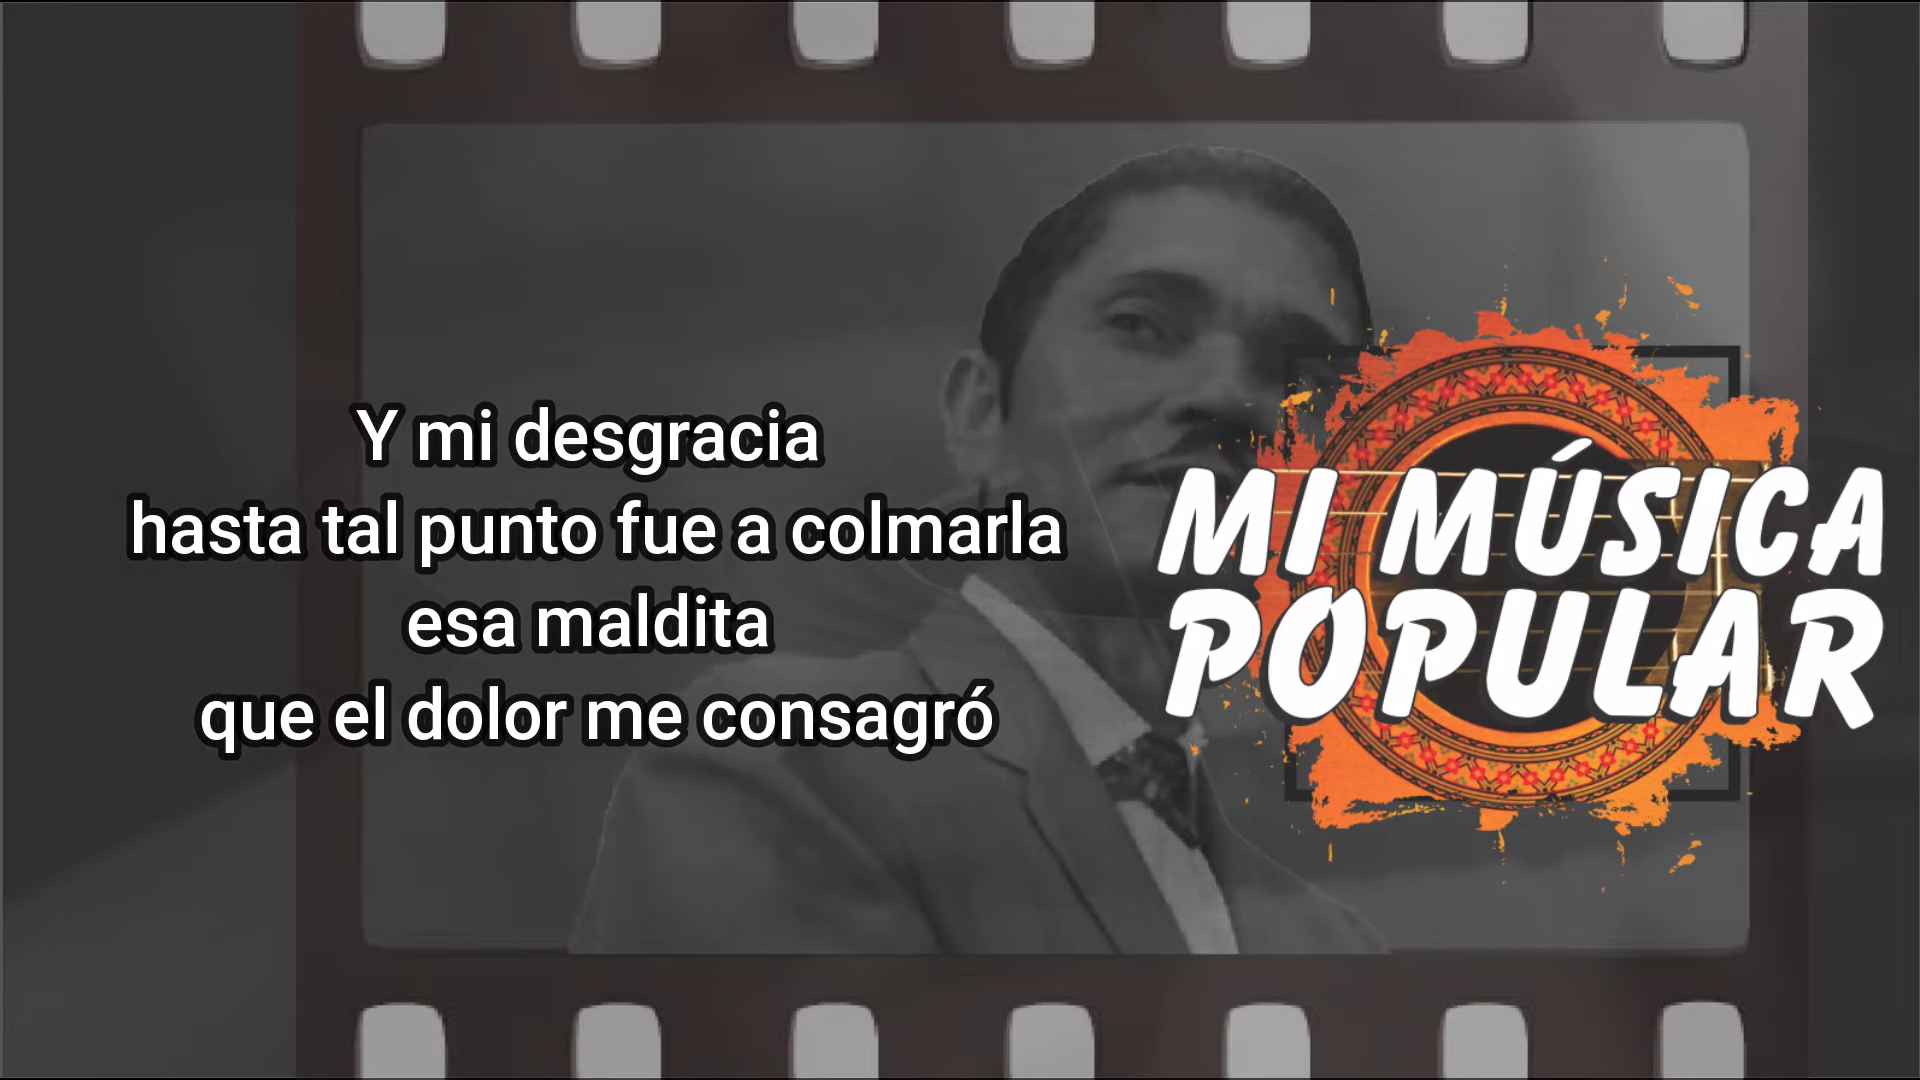 Y mi desgracia
hasta tal punto fue a colmarla
esa maldita
que el dolor me consagró
MI MÚSICA
POPULAR